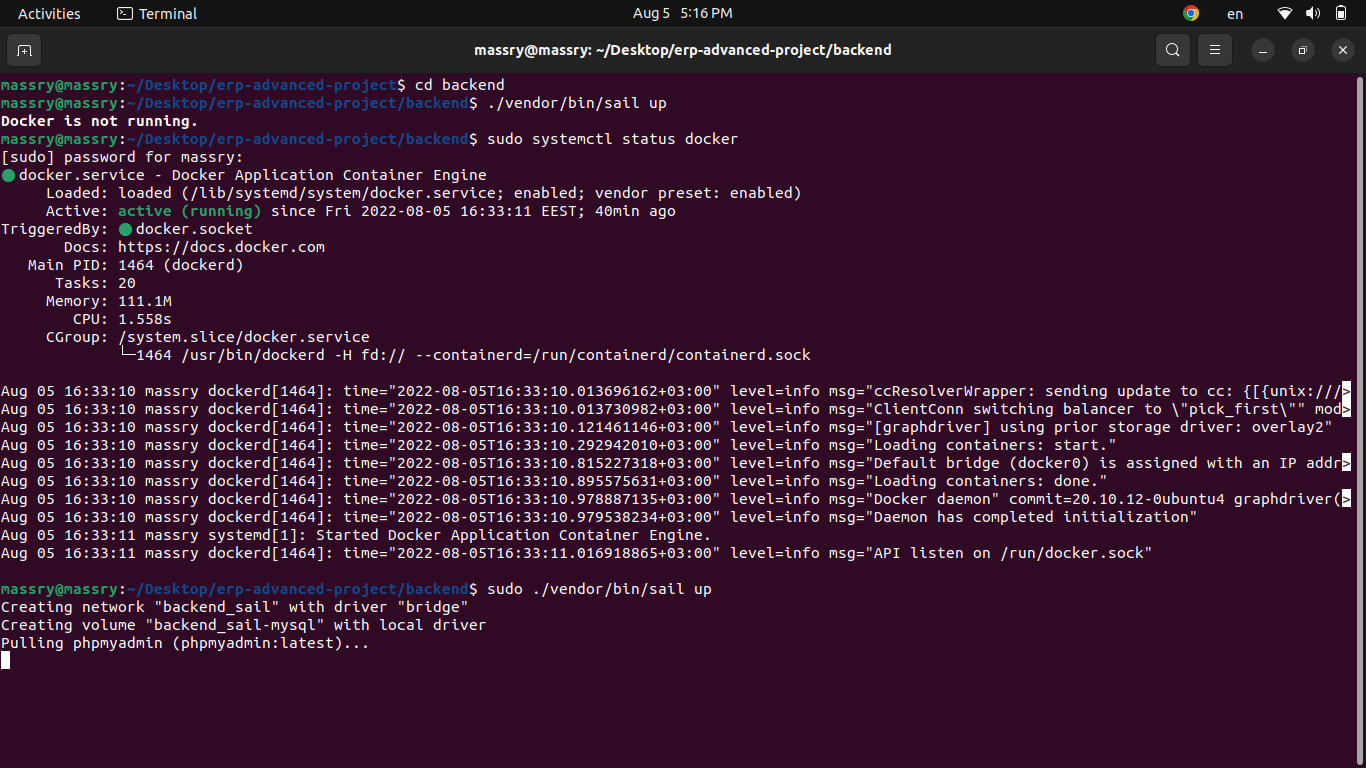 Activities Terminal Aug 5 5:16 PM en
massry@massry: ~/Desktop/erp-advanced-project/backend
massry@massry:~/Desktop/erp-advanced-project$ cd backend
massry@massry:~/Desktop/erp-advanced-project/backend$ ./vendor/bin/sail up
Docker is not running.
massry@massry:~/Desktop/erp-advanced-project/backend$ sudo systemctl status docker
[sudo] password for massry:
● docker.service - Docker Application Container Engine
Loaded: loaded (/lib/systemd/system/docker.service; enabled; vendor preset: enabled)
Active: active (running) since Fri 2022-08-05 16:33:11 EEST; 40min ago
TriggeredBy: ● docker.socket
Docs: https://docs.docker.com
Main PID: 1464 (dockerd)
Tasks: 20
Memory: 111.1M
CPU: 1.558s
CGroup: /system.slice/docker.service
└─1464 /usr/bin/dockerd -H fd:// --containerd=/run/containerd/containerd.sock
Aug 05 16:33:10 massry dockerd[1464]: time="2022-08-05T16:33:10.013696162+03:00" level=info msg="ccResolverWrapper: sending update to cc: {[{unix:///>
Aug 05 16:33:10 massry dockerd[1464]: time="2022-08-05T16:33:10.013730982+03:00" level=info msg="ClientConn switching balancer to \"pick_first\"" mod>
Aug 05 16:33:10 massry dockerd[1464]: time="2022-08-05T16:33:10.121461146+03:00" level=info msg="[graphdriver] using prior storage driver: overlay2"
Aug 05 16:33:10 massry dockerd[1464]: time="2022-08-05T16:33:10.292942010+03:00" level=info msg="Loading containers: start."
Aug 05 16:33:10 massry dockerd[1464]: time="2022-08-05T16:33:10.815227318+03:00" level=info msg="Default bridge (docker0) is assigned with an IP addr>
Aug 05 16:33:10 massry dockerd[1464]: time="2022-08-05T16:33:10.895575631+03:00" level=info msg="Loading containers: done."
Aug 05 16:33:10 massry dockerd[1464]: time="2022-08-05T16:33:10.978887135+03:00" level=info msg="Docker daemon" commit=20.10.12-0ubuntu4 graphdriver(>
Aug 05 16:33:10 massry dockerd[1464]: time="2022-08-05T16:33:10.979538234+03:00" level=info msg="Daemon has completed initialization"
Aug 05 16:33:11 massry systemd[1]: Started Docker Application Container Engine.
Aug 05 16:33:11 massry dockerd[1464]: time="2022-08-05T16:33:11.016918865+03:00" level=info msg="API listen on /run/docker.sock"
massry@massry:~/Desktop/erp-advanced-project/backend$ sudo ./vendor/bin/sail up
Creating network "backend_sail" with driver "bridge"
Creating volume "backend_sail-mysql" with local driver
Pulling phpmyadmin (phpmyadmin:latest)...